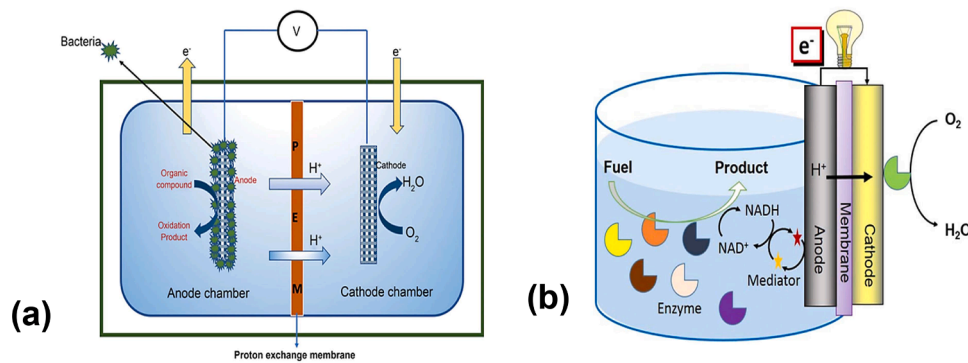 V
Bacteria
e-
e-
P
E
M
H+
H+
Cathode
Anode
Organic
compound
Oxidation
Product
H2O
O2
Anode chamber
Cathode chamber
(a)
Proton exchange membrane
e-
O2
Fuel
Product
H+
NADH
NAD+
Mediator
Enzyme
Anode
Membrane
Cathode
H2O
(b)